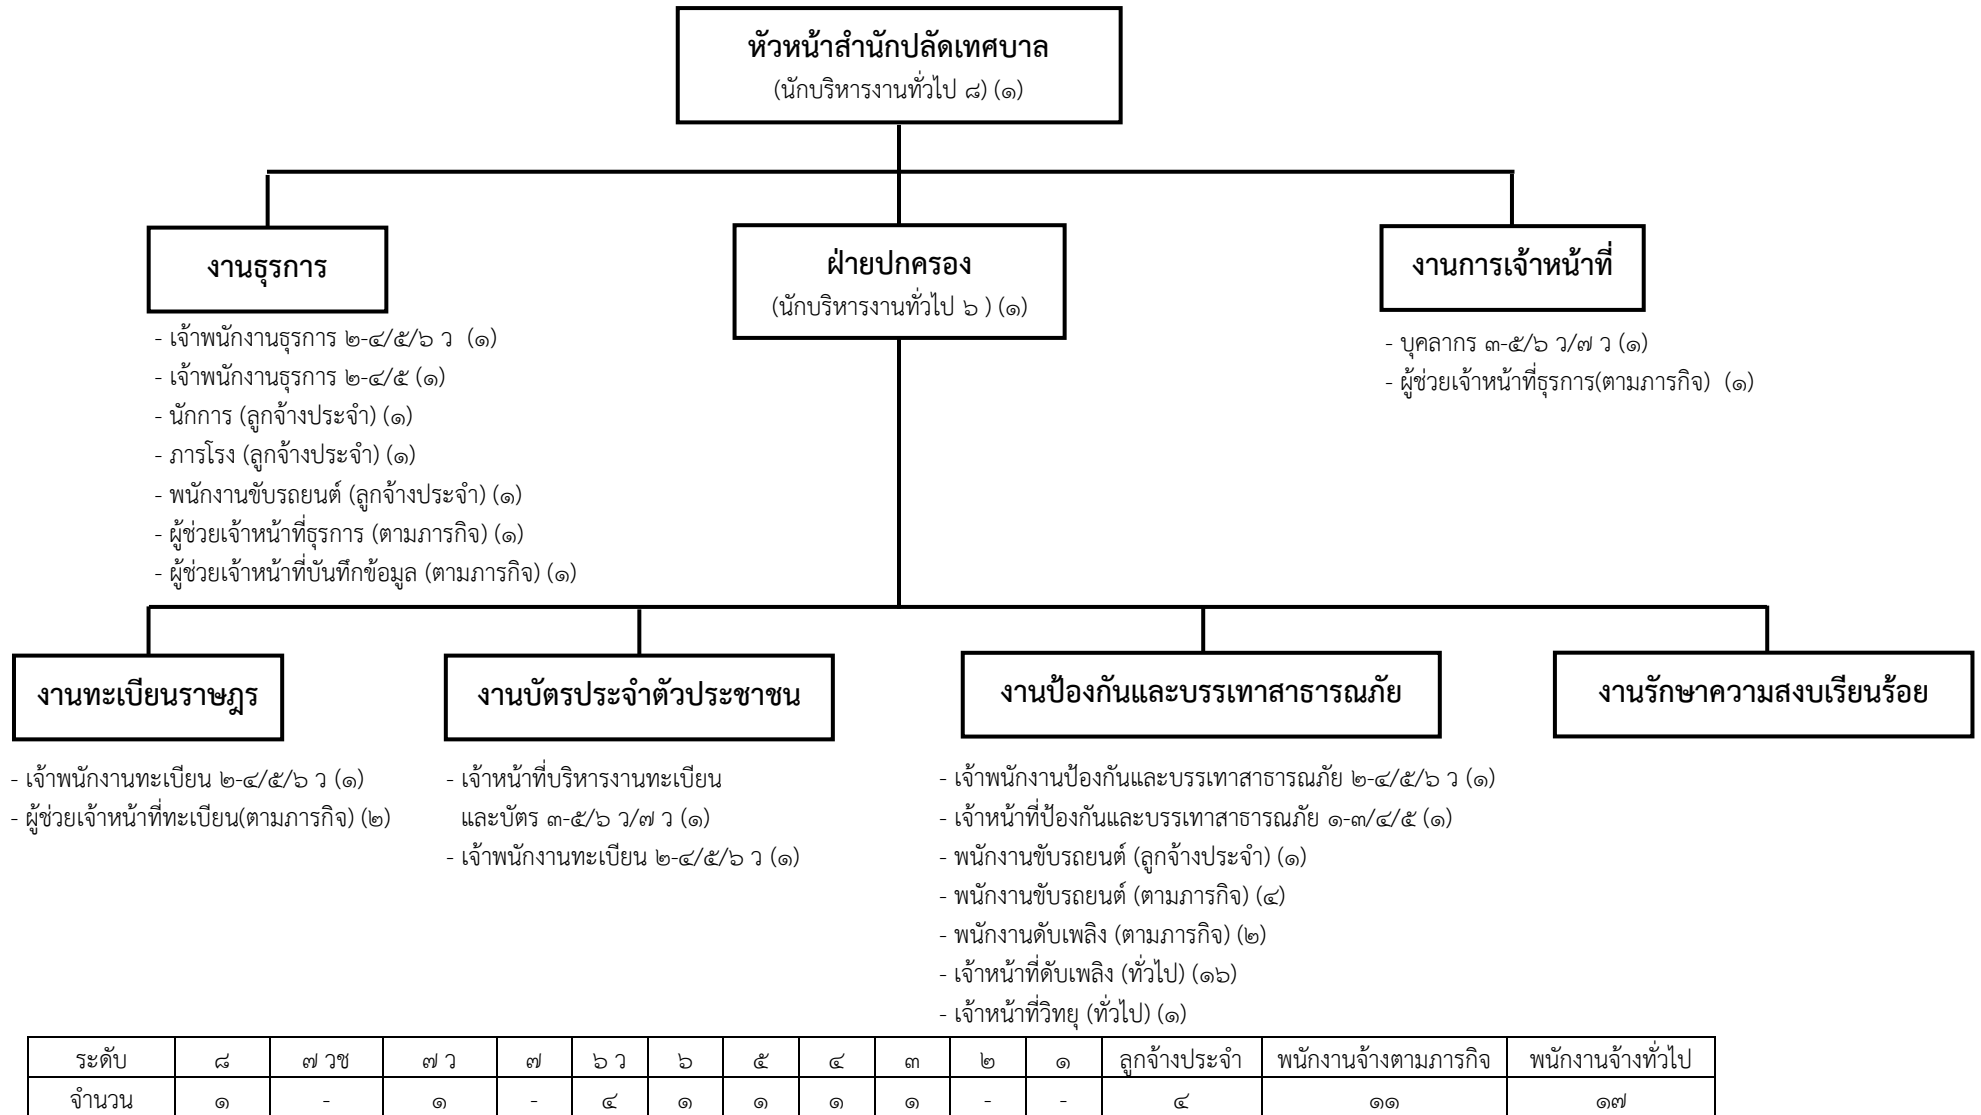 หัวหน้าสำนักปลัดเทศบาล
(นักบริหารงานทั่วไป ๘) (๑)
งานธุรการ
- เจ้าพนักงานธุรการ ๒-๔/๕/๖ ว (๑)
- เจ้าพนักงานธุรการ ๒-๔/๕ (๑)
- นักการ (ลูกจ้างประจำ) (๑)
- ภารโรง (ลูกจ้างประจำ) (๑)
- พนักงานขับรถยนต์ (ลูกจ้างประจำ) (๑)
- ผู้ช่วยเจ้าหน้าที่ธุรการ (ตามภารกิจ) (๑)
- ผู้ช่วยเจ้าหน้าที่บันทึกข้อมูล (ตามภารกิจ) (๑)
ฝ่ายปกครอง
(นักบริหารงานทั่วไป ๖ ) (๑)
งานการเจ้าหน้าที่
- บุคลากร ๓-๕/๖ ว/๗ ว (๑)
- ผู้ช่วยเจ้าหน้าที่ธุรการ(ตามภารกิจ) (๑)
งานทะเบียนราษฎร
- เจ้าพนักงานทะเบียน ๒-๔/๕/๖ ว (๑)
- ผู้ช่วยเจ้าหน้าที่ทะเบียน(ตามภารกิจ) (๒)
งานบัตรประจำตัวประชาชน
- เจ้าหน้าที่บริหารงานทะเบียน
และบัตร ๓-๕/๖ ว/๗ ว (๑)
- เจ้าพนักงานทะเบียน ๒-๔/๕/๖ ว (๑)
งานป้องกันและบรรเทาสาธารณภัย
- เจ้าพนักงานป้องกันและบรรเทาสาธารณภัย ๒-๔/๕/๖ ว (๑)
- เจ้าหน้าที่ป้องกันและบรรเทาสาธารณภัย ๑-๓/๔/๕ (๑)
- พนักงานขับรถยนต์ (ลูกจ้างประจำ) (๑)
- พนักงานขับรถยนต์ (ตามภารกิจ) (๔)
- พนักงานดับเพลิง (ตามภารกิจ) (๒)
- เจ้าหน้าที่ดับเพลิง (ทั่วไป) (๑๖)
- เจ้าหน้าที่วิทยุ (ทั่วไป) (๑)
งานรักษาความสงบเรียนร้อย
ระดับ ๘ ๗ วช ๗ ว ๗ ๖ ว ๖ ๕ ๔ ๓ ๒ ๑ ลูกจ้างประจำ พนักงานจ้างตามภารกิจ พนักงานจ้างทั่วไป
จำนวน ๑ - ๑ - ๔ ๑ ๑ ๑ ๑ - - ๔ ๑๑ ๑๗